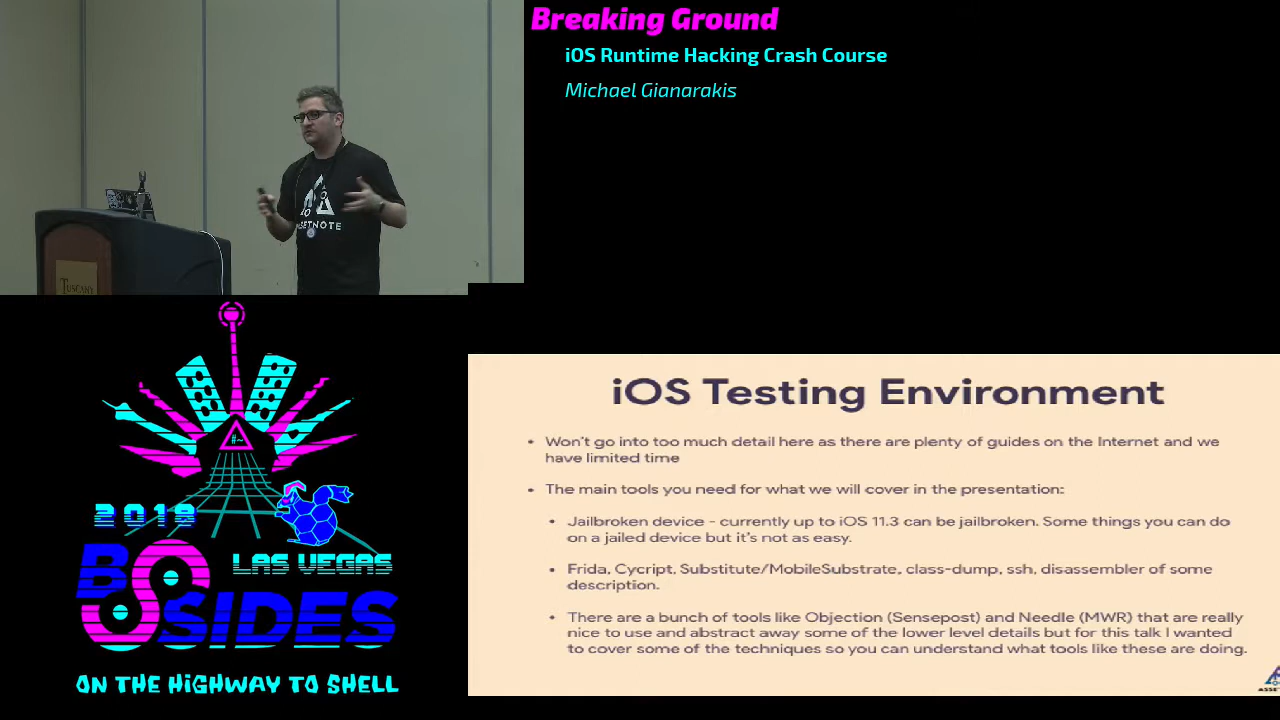 Breaking Ground
iOS Runtime Hacking Crash Course
Michael Gianarakis
ASSETNOTE
TUSCANY
#~
2018
LAS VEGAS
BSIDES
ON THE HIGHWAY TO SHELL
iOS Testing Environment
• Won't go into too much detail here as there are plenty of guides on the Internet and we
have limited time
• The main tools you need for what we will cover in the presentation:
• Jailbroken device - currently up to iOS 11.3 can be jailbroken. Some things you can do
on a jailed device but it's not as easy.
• Frida, Cycript, Substitute/MobileSubstrate, class-dump, ssh, disassembler of some
description.
• There are a bunch of tools like Objection (Sensepost) and Needle (MWR) that are really
nice to use and abstract away some of the lower level details but for this talk I wanted
to cover some of the techniques so you can understand what tools like these are doing.